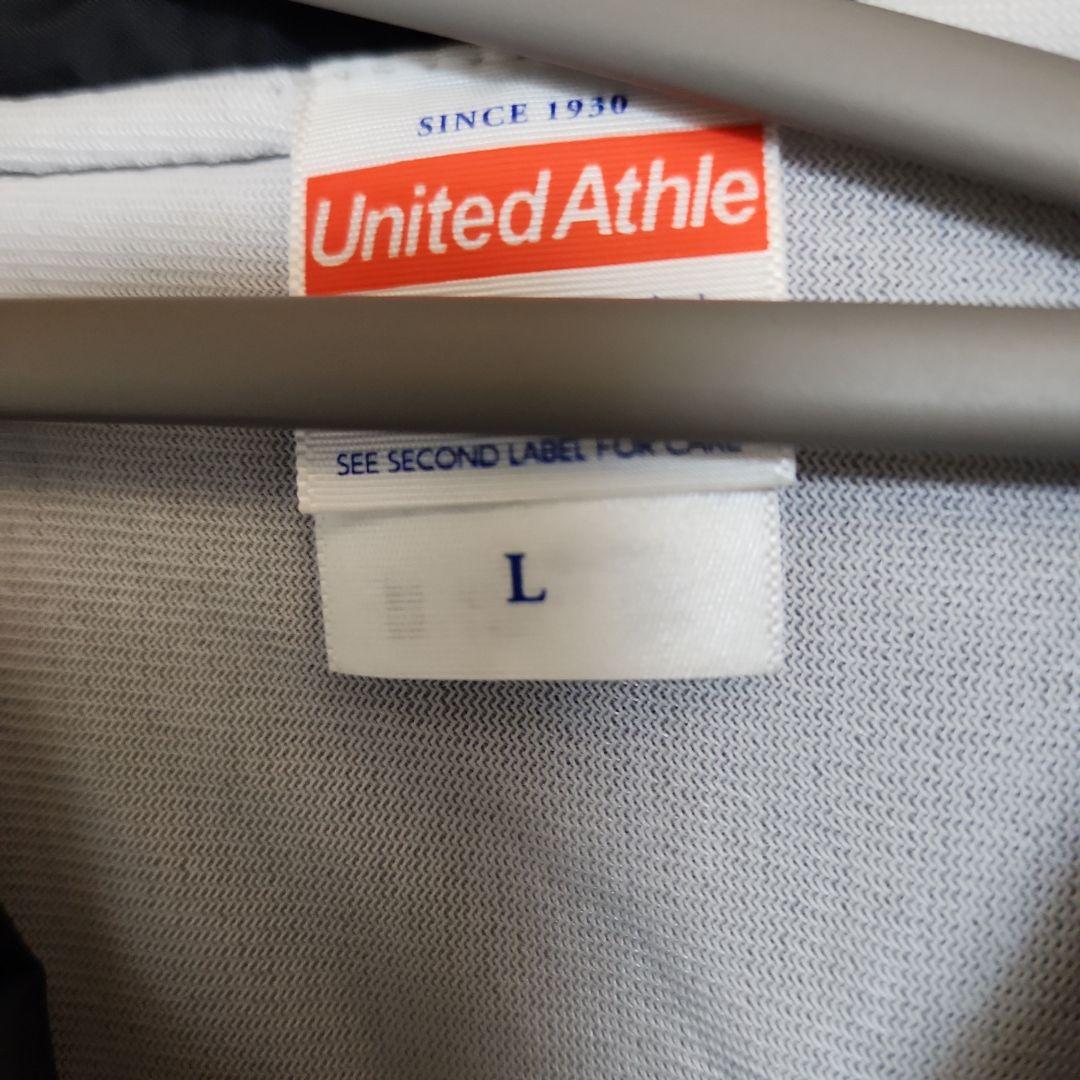 SINCE 1930
United Athle
SEE SECOND LABEL FOR CARE
L